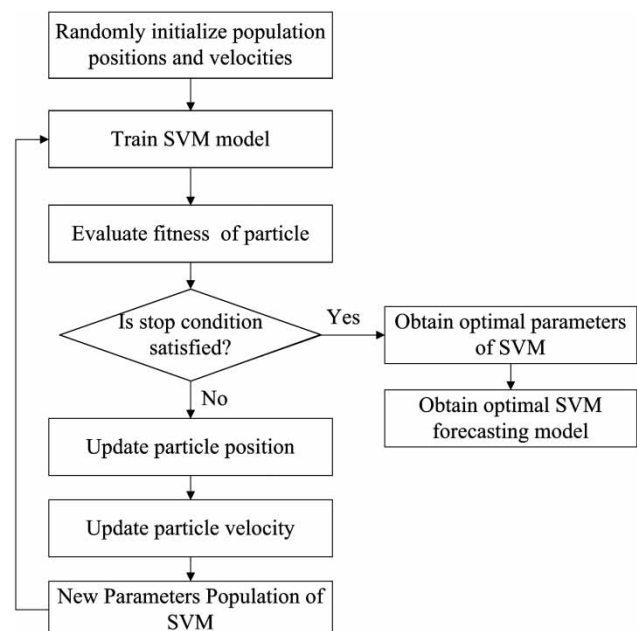 Randomly initialize population
positions and velocities
Train SVM model
Evaluate fitness of particle
Is stop condition
satisfied?
Yes
Obtain optimal parameters
of SVM
Obtain optimal SVM
forecasting model
No
Update particle position
Update particle velocity
New Parameters Population of
SVM